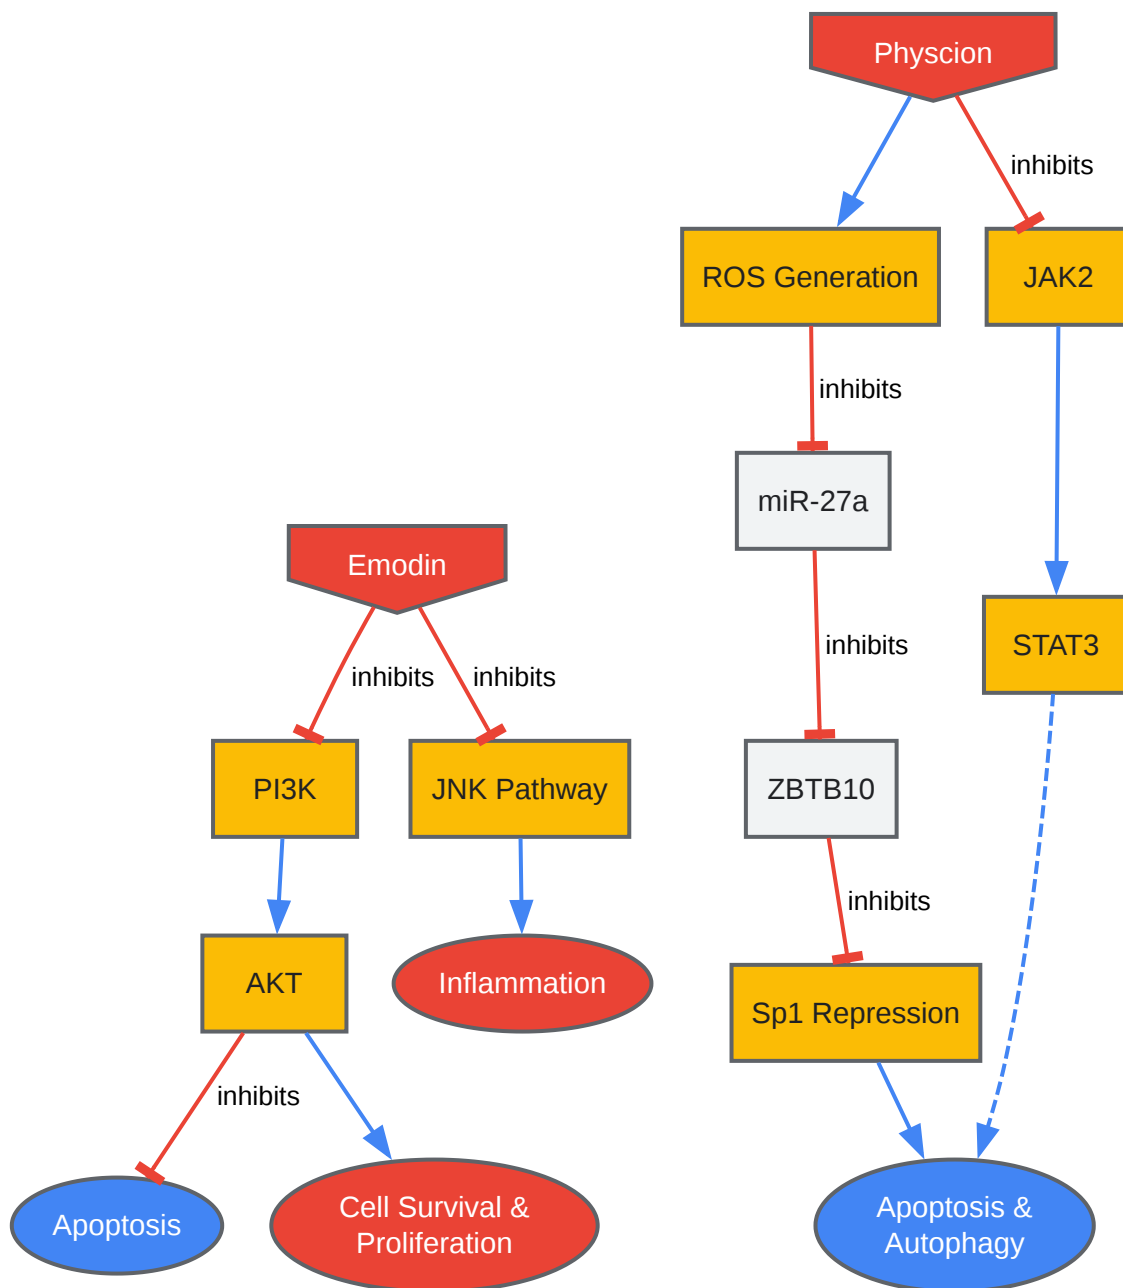 Physcion
inhibits
ROS Generation
JAK2
inhibits
miR-27a
Emodin
inhibits
STAT3
inhibits
inhibits
PI3K
JNK Pathway
ZBTB10
inhibits
AKT
Inflammation
Sp1 Repression
inhibits
Apoptosis
Cell Survival &
Proliferation
Apoptosis &
Autophagy